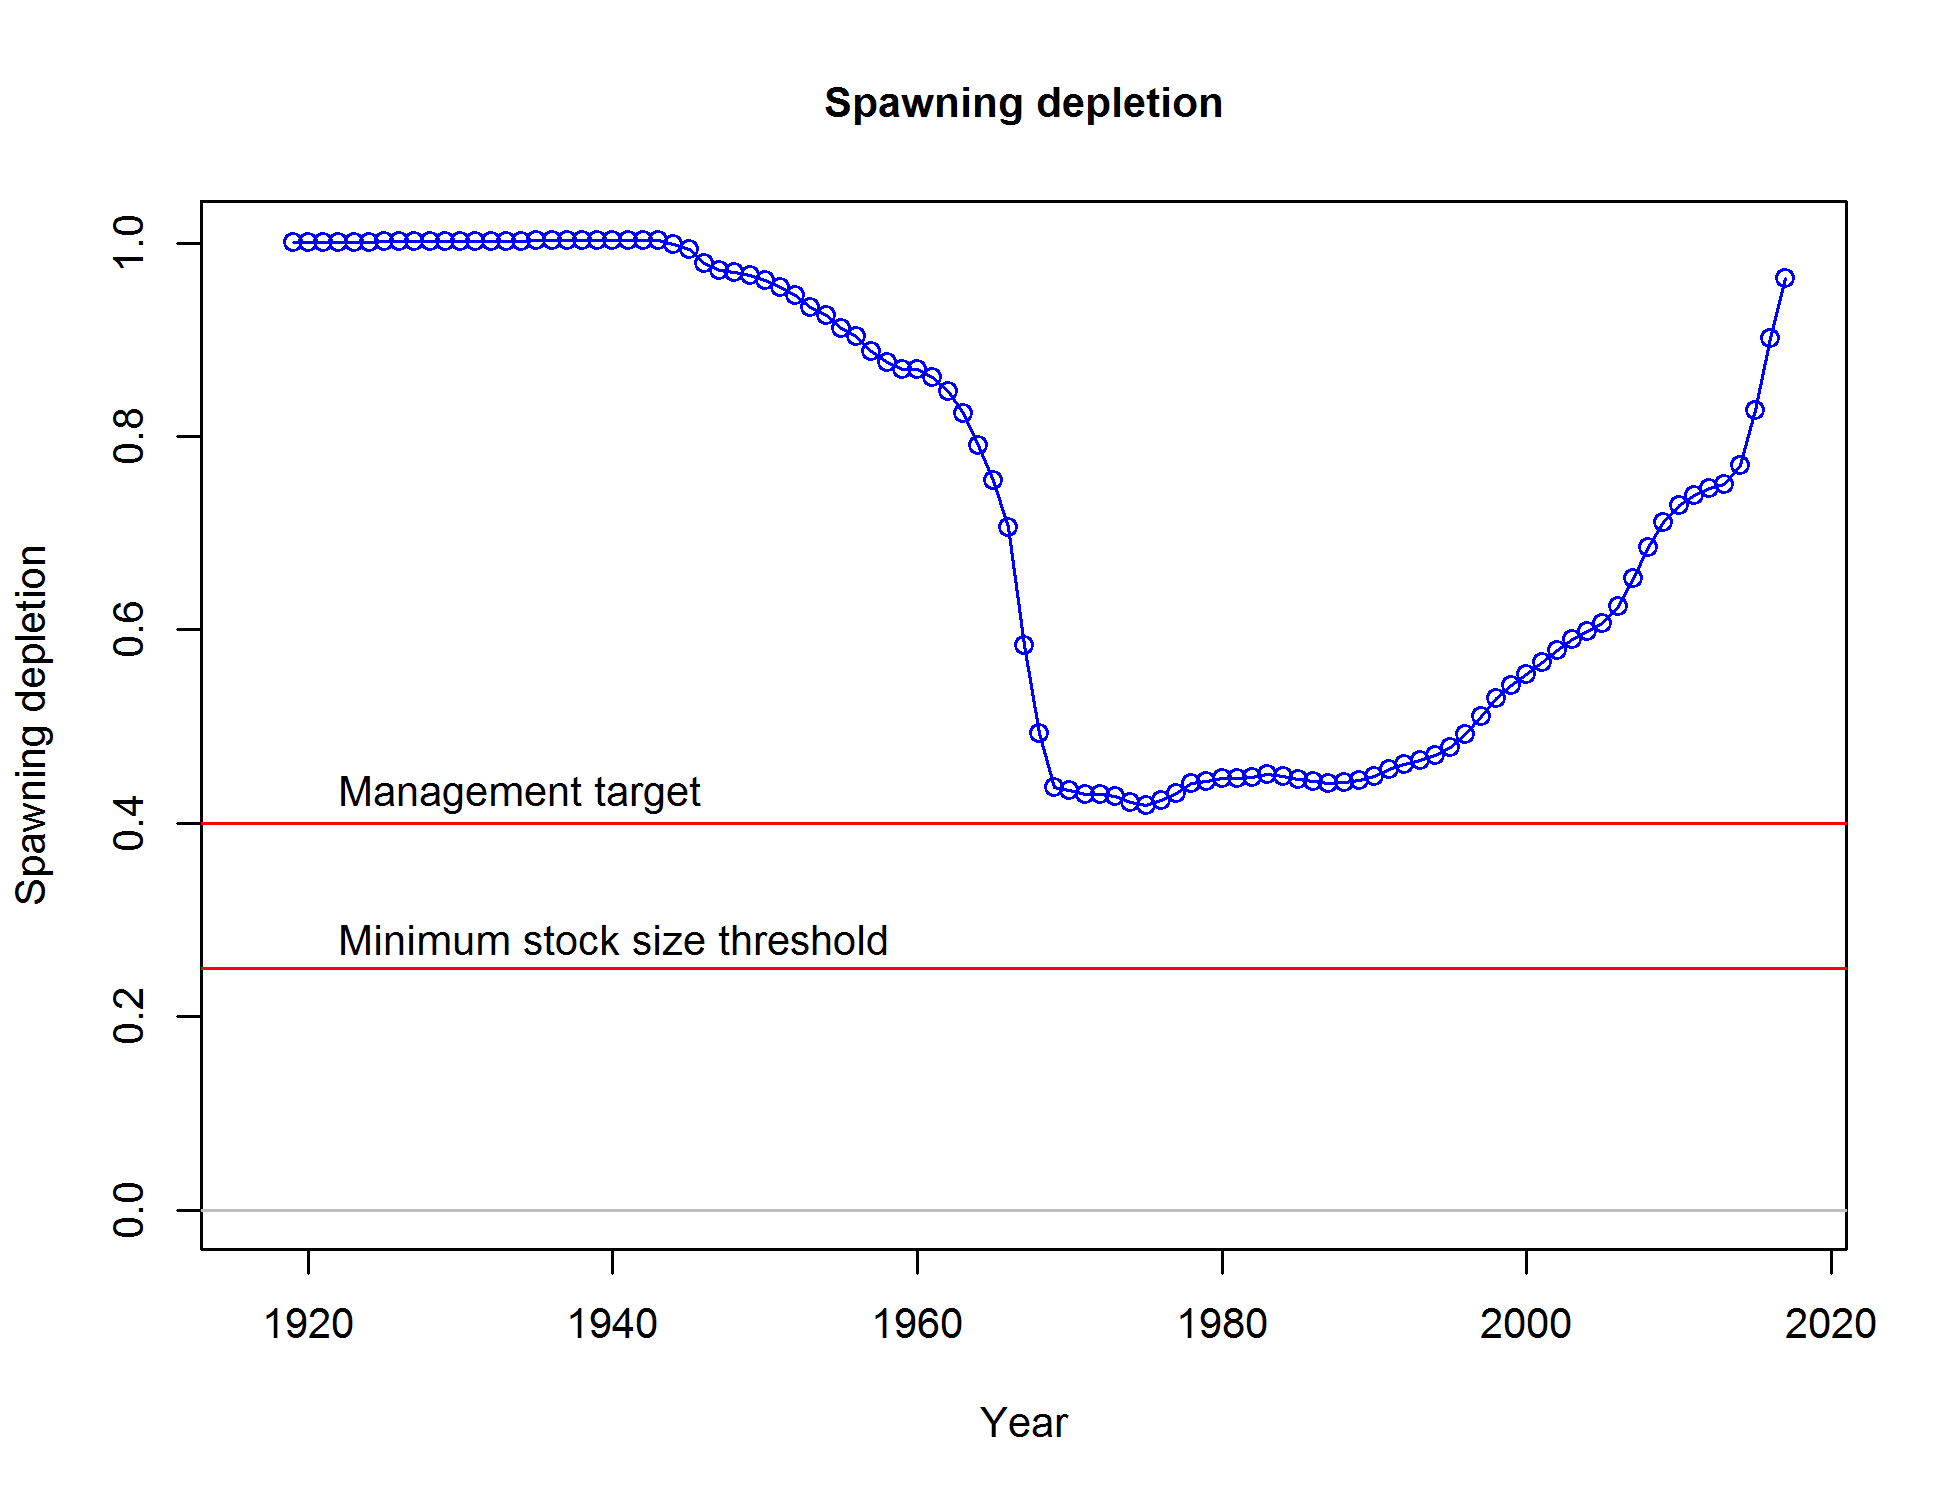 Spawning depletion
Spawning depletion
1.0
0.8
0.6
0.4
0.2
0.0
Management target
Minimum stock size threshold
1920 1940 1960 1980 2000 2020
Year